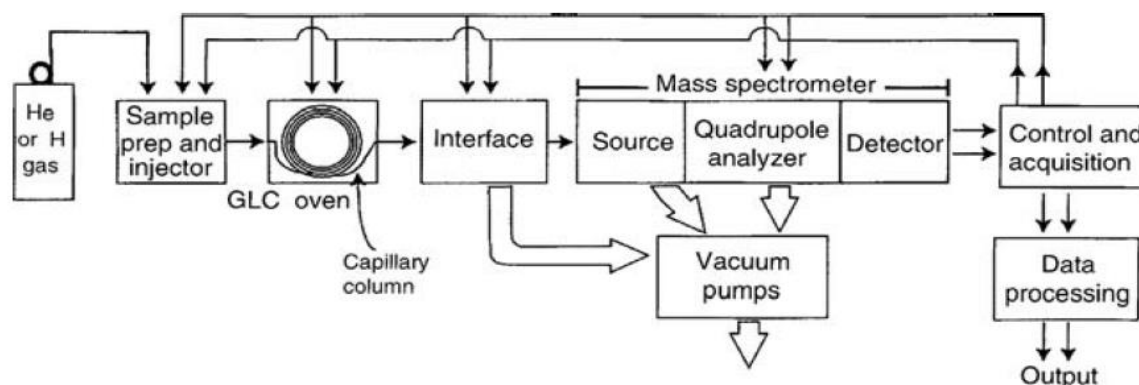 He
or H
gas
Sample
prep and
injector
GLC oven
Capillary
column
Interface
Mass spectrometer
Source
Quadrupole
analyzer
Detector
Vacuum
pumps
Control and
acquisition
Data
processing
Output